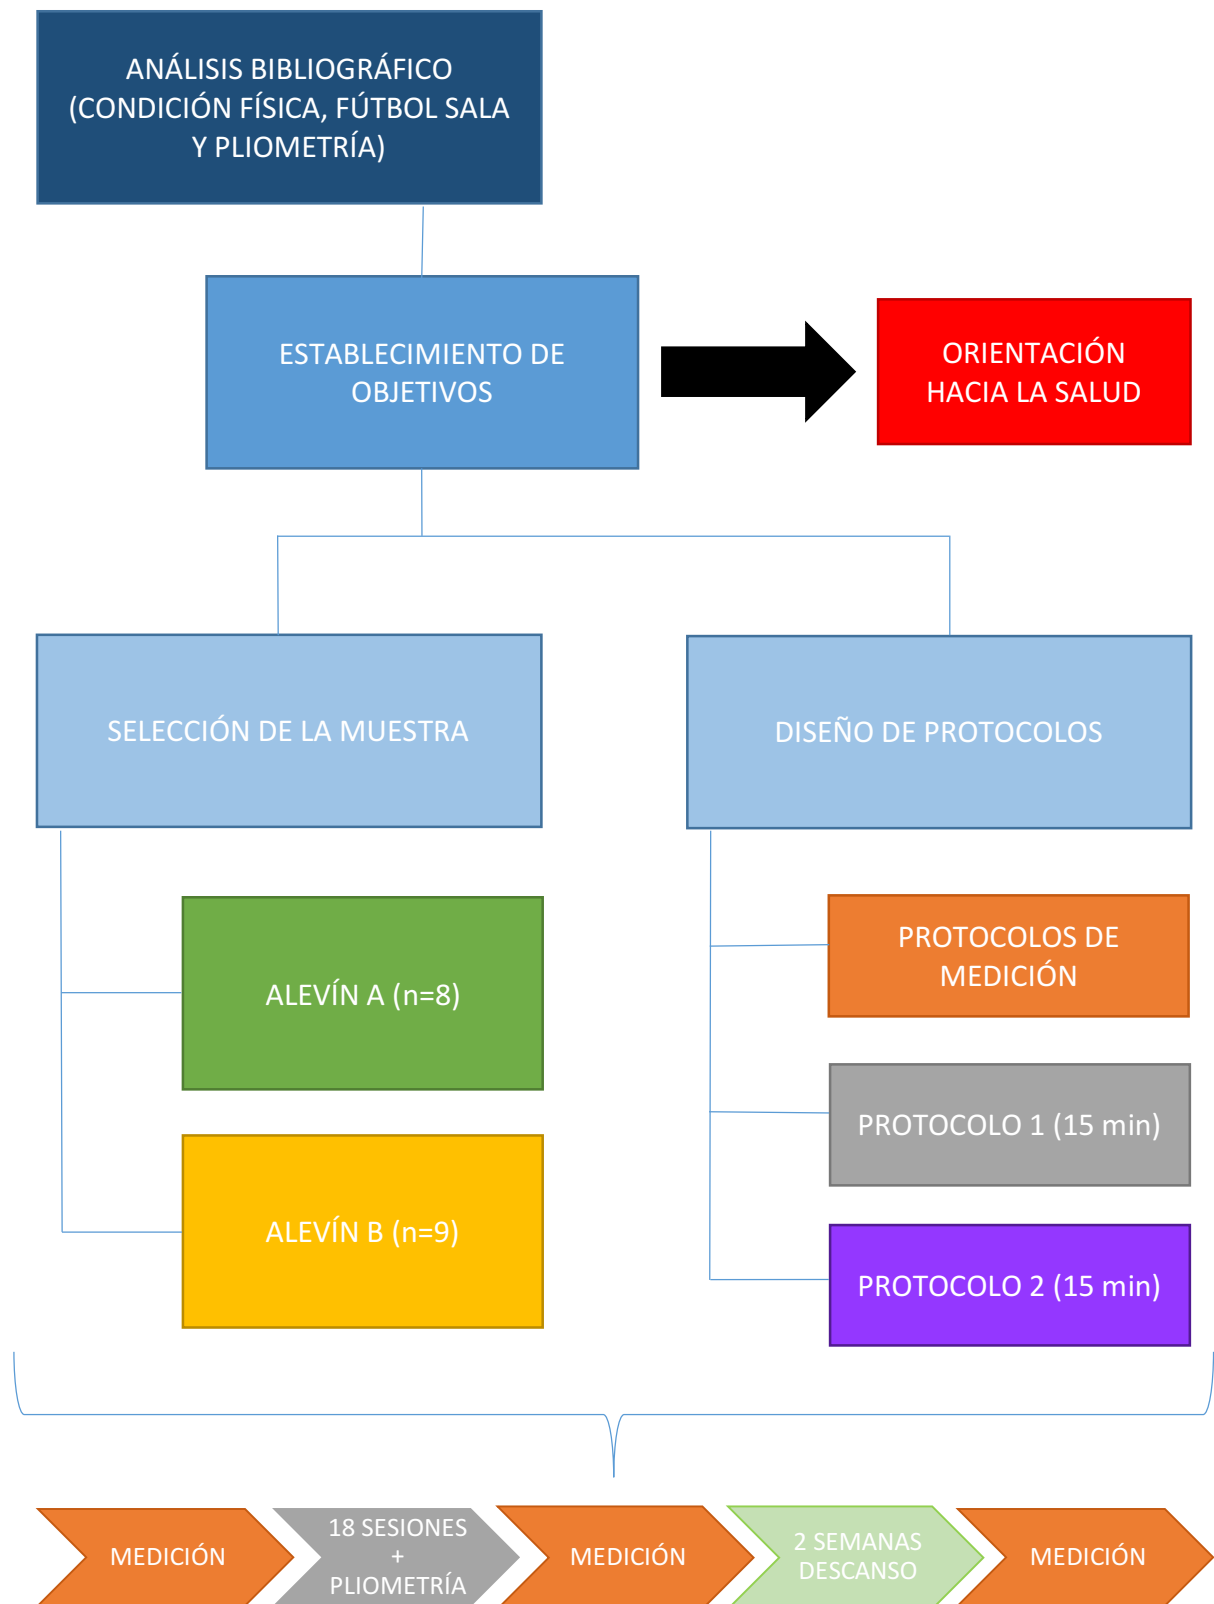 ANÁLISIS BIBLIOGRÁFICO
(CONDICIÓN FÍSICA, FÚTBOL SALA
Y PLIOMETRÍA)
ESTABLECIMIENTO DE
OBJETIVOS
ORIENTACIÓN
HACIA LA SALUD
SELECCIÓN DE LA MUESTRA
DISEÑO DE PROTOCOLOS
ALEVÍN A (n=8)
ALEVÍN B (n=9)
PROTOCOLOS DE
MEDICIÓN
PROTOCOLO 1 (15 min)
PROTOCOLO 2 (15 min)
MEDICIÓN
18 SESIONES
+
PLIOMETRÍA
MEDICIÓN
2 SEMANAS
DESCANSO
MEDICIÓN